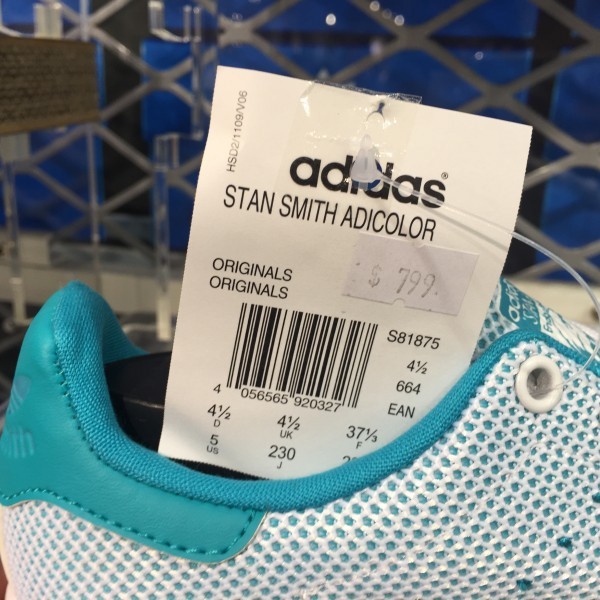 HSD2/1109/V06
adidas®
STAN SMITH ADICOLOR
$ 799.
ORIGINALS
ORIGINALS
S81875
4½
664
EAN
4 056565 920327
4½ 4½ 37⅓
D UK F
5 230
US J